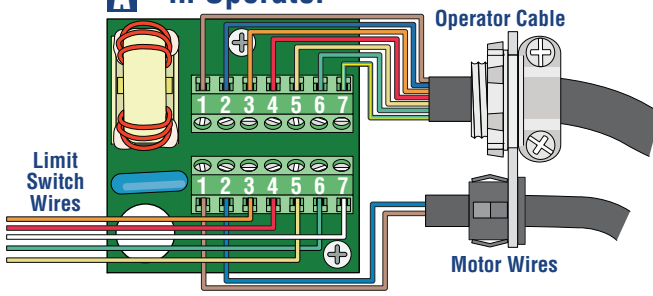 A In Operator
Operator Cable
1 2 3 4 5 6 7
1 2 3 4 5 6 7
Limit
Switch
Wires
Motor Wires